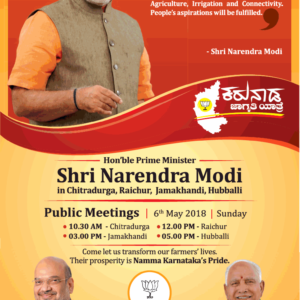 Agriculture, Irrigation and Connectivity.
People's aspirations will be fulfilled.
- Shri Narendra Modi
ಕರುನಾಡ
ಜಾಗೃತಿ ಯಾತ್ರೆ
Hon'ble Prime Minister
Shri Narendra Modi
in Chitradurga, Raichur, Jamakhandi, Hubballi
Public Meetings | 6th May 2018 | Sunday
• 10.30 AM - Chitradurga • 12.00 PM - Raichur
• 03.00 PM - Jamakhandi • 05.00 PM - Hubballi
Come let us transform our farmers' lives.
Their prosperity is Namma Karnataka's Pride.